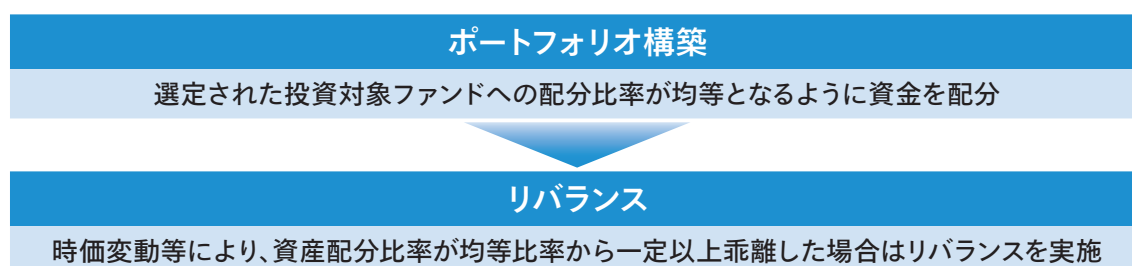 ポートフォリオ構築
選定された投資対象ファンドへの配分比率が均等となるように資金を配分
リバランス
時価変動等により、資産配分比率が均等比率から一定以上乖離した場合はリバランスを実施